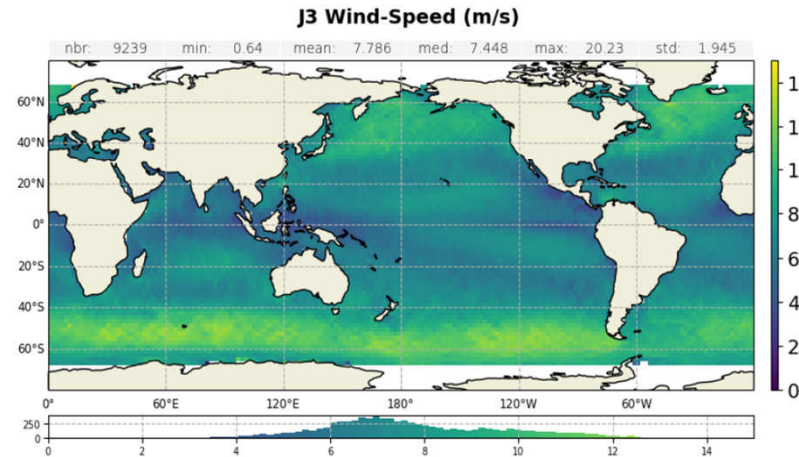 J3 Wind-Speed (m/s)
nbr: 9239 min: 0.64 mean: 7.786 med: 7.448 max: 20.23 std: 1.945
60°N
40°N
20°N
0°
20°S
40°S
60°S
0° 60°E 120°E 180° 120°W 60°W
1
1
1
8
6
4
2
0
250
0
0 2 4 6 8 10 12 14